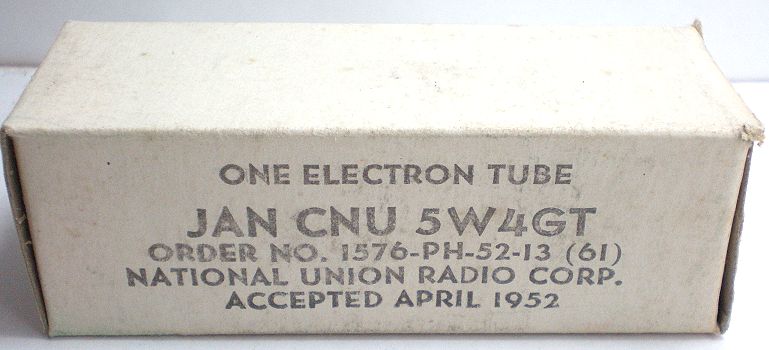 ONE ELECTRON TUBE
JAN CNU 5W4GT
ORDER NO. 1576-PH-52-13 (61)
NATIONAL UNION RADIO CORP.
ACCEPTED APRIL 1952